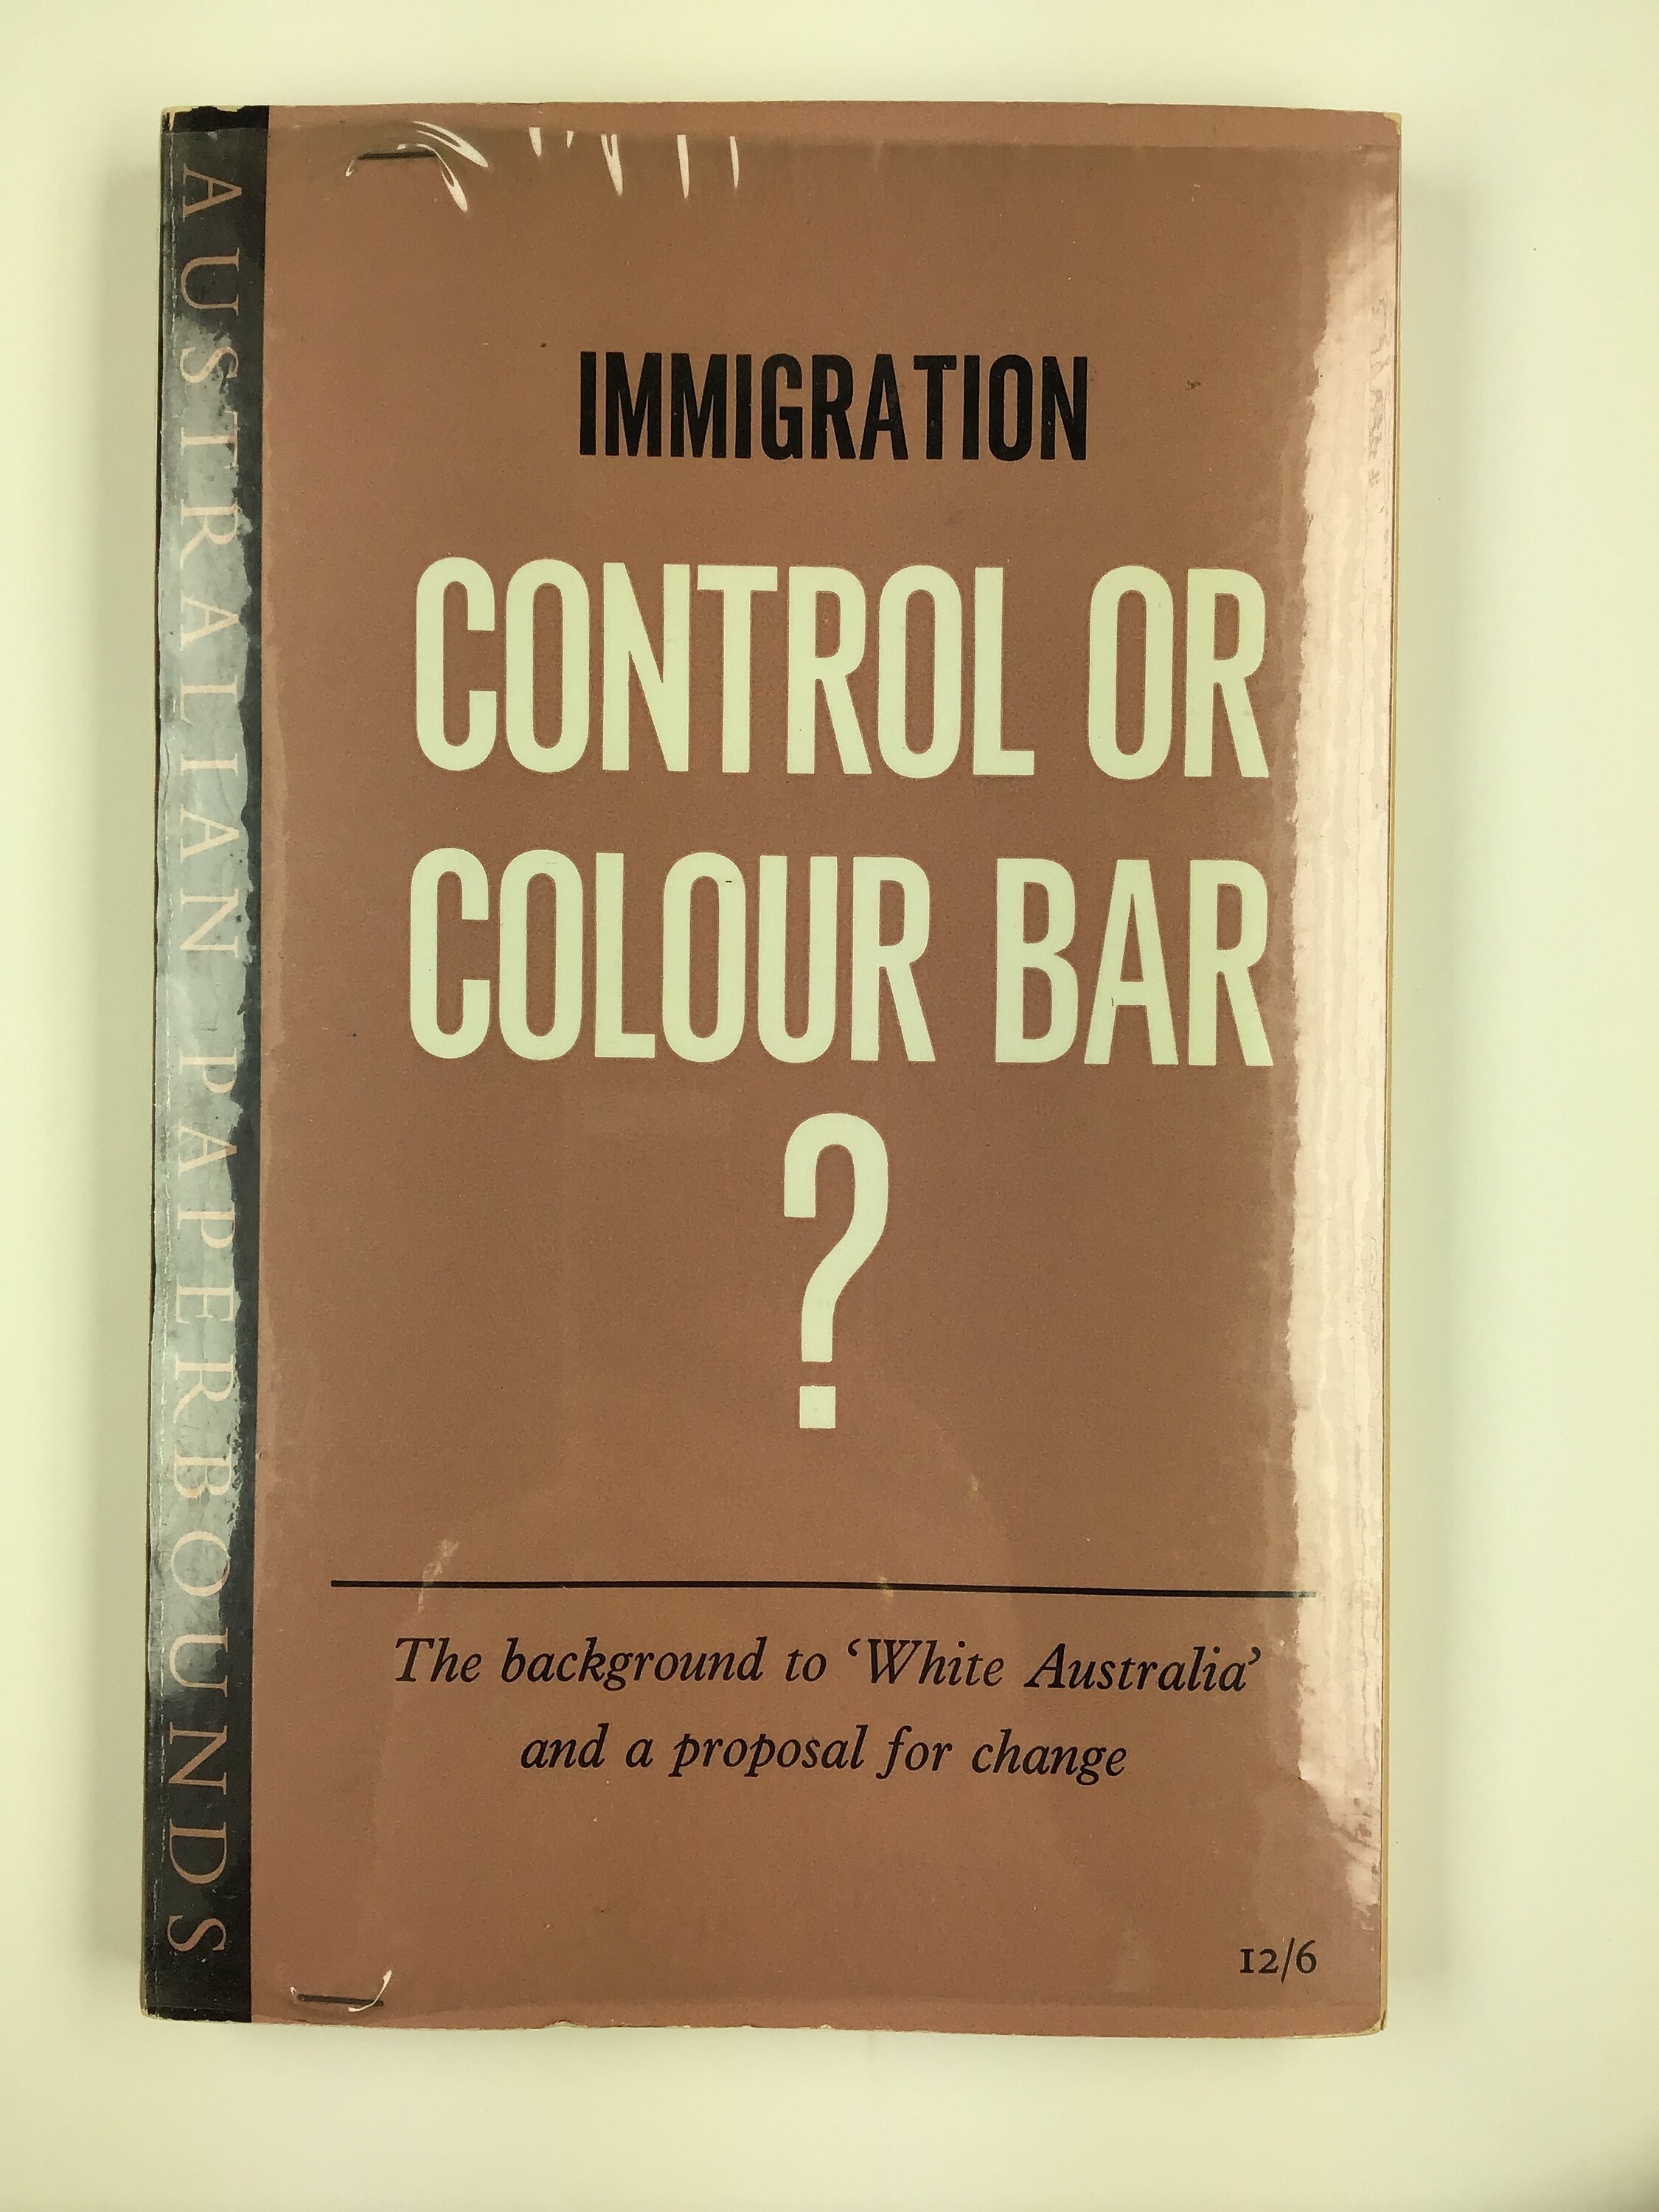 AUSTRALIAN PAPERBOUNDS
IMMIGRATION
CONTROL OR
COLOUR BAR
?
The background to ‘White Australia’
and a proposal for change
12/6